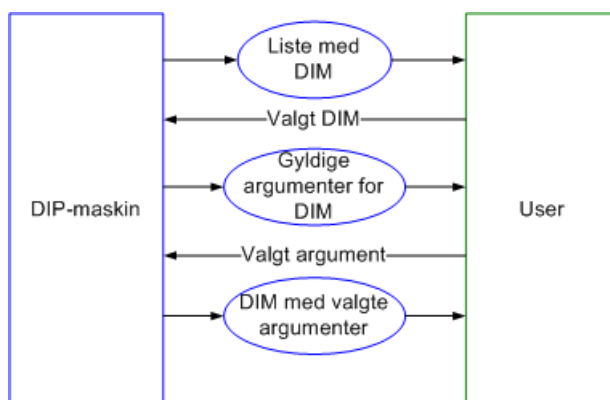 Liste med
DIM
Valgt DIM
Gyldige
argumenter for
DIM
DIP-maskin
User
Valgt argument
DIM med valgte
argumenter